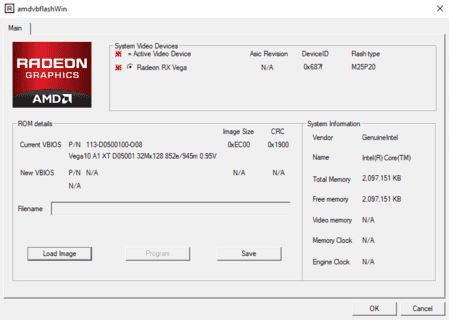 amdvbflashWin
Main
RADEON
GRAPHICS
AMD
System Video Devices
= Active Video Device Asic Revision DeviceID Flash type
Radeon RX Vega N/A 0x687f M25P20
ROM details
Image Size CRC
Current VBIOS P/N 113-D0500100-O08 0xEC00 0x1900
Vega10 A1 XT D05001 32Mx128 852e/945m 0.95V
New VBIOS P/N N/A N/A N/A
N/A
Filename
Load Image Program Save
System Information
Vendor GenuineIntel
Name Intel(R) Core(TM)
Total Memory 2,097,151 KB
Free memory 2,097,151 KB
Video memory N/A
Memory Clock N/A
Engine Clock N/A
OK Cancel